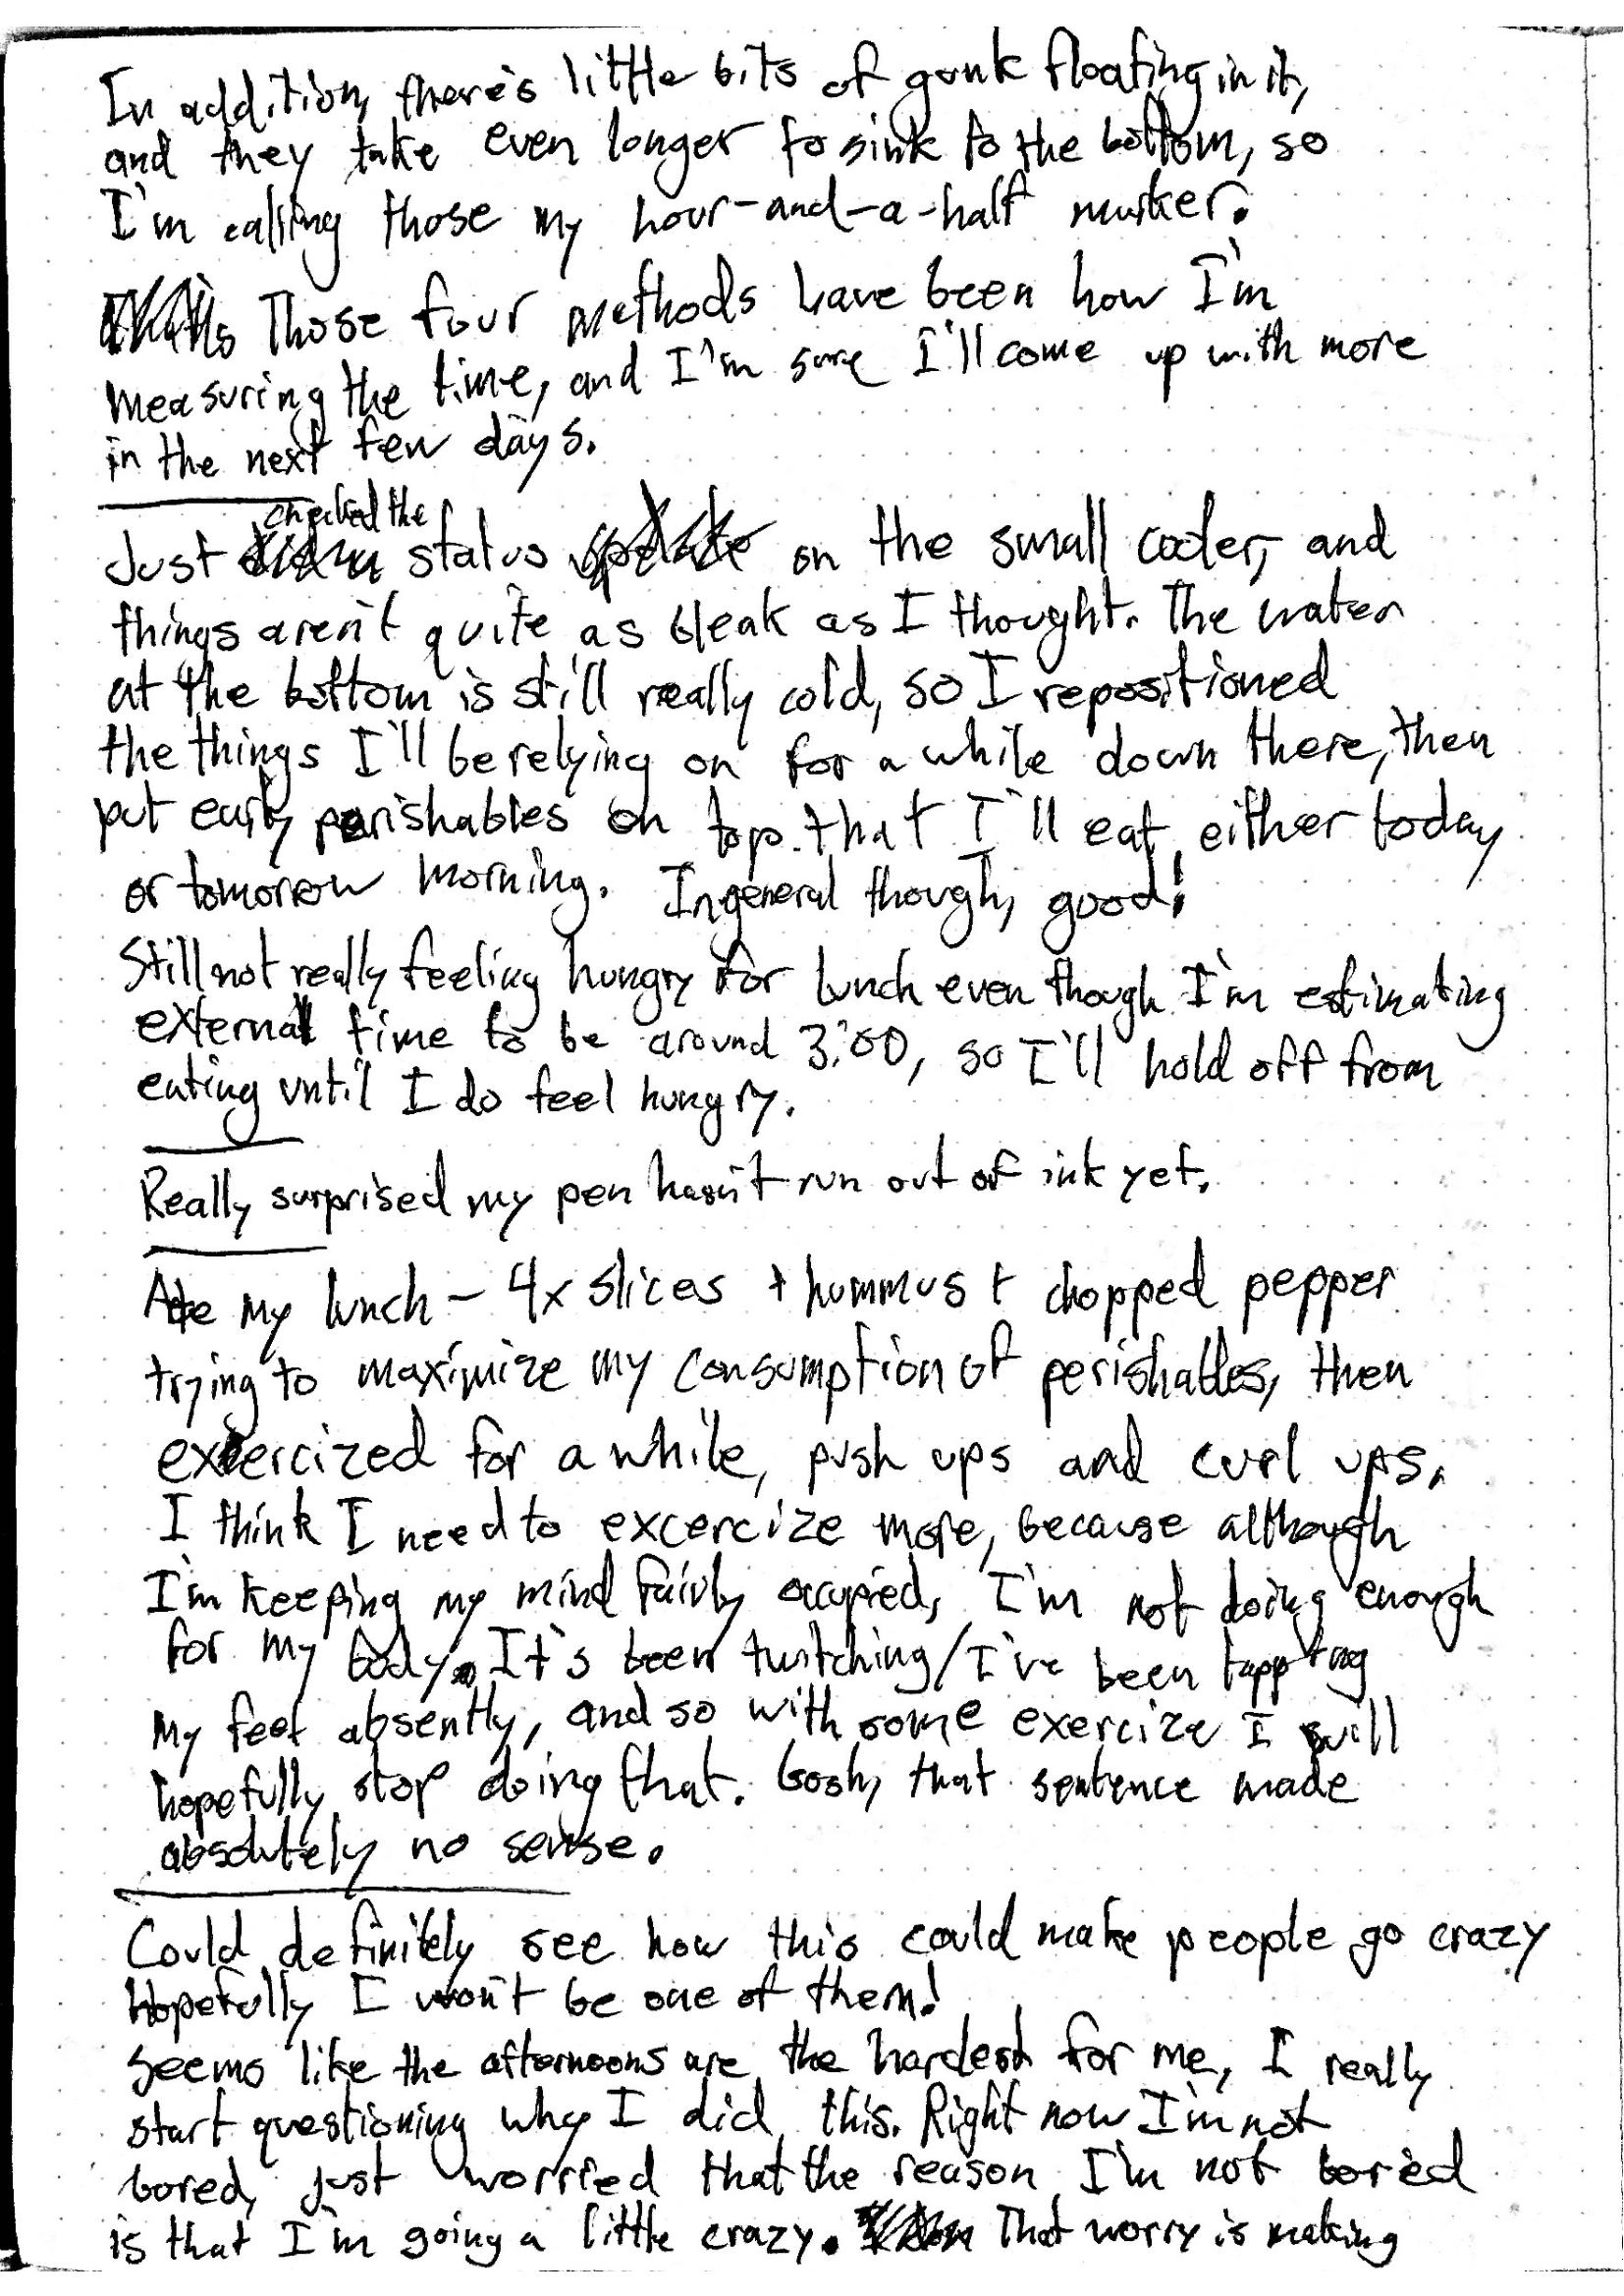 In addition, there's little bits of gunk floating in it,
and they take even longer to sink to the bottom, so
I'm calling those my hour-and-a-half marker.
Those four methods have been how I'm
measuring the time, and I'm sure I'll come up with more
in the next few days.
checked the
Just status on the small cooler, and
things aren't quite as bleak as I thought. The water
at the bottom is still really cold, so I repositioned
the things I'll be relying on for a while down there, then
put early perishables on top that I'll eat either today
or tomorrow morning. In general though, good!
Still not really feeling hungry for lunch even though I'm estimating
external time to be around 3:00, so I'll hold off from
eating until I do feel hungry.
Really surprised my pen hasn't run out of ink yet.
Ate my lunch - 4x slices + hummus + chopped pepper
trying to maximize my consumption of perishables, then
exercized for a while, push ups and curl ups.
I think I need to excercize more, because although
I'm keeping my mind fairly occupied, I'm not doing enough
for my body. It's been twitching/I've been tapping
my feet absently, and so with some exercize I will
hopefully stop doing that. Gosh, that sentence made
absolutely no sense.
Could definitely see how this could make people go crazy
Hopefully I won't be one of them!
Seems like the afternoons are the hardest for me, I really
start questioning why I did this. Right now I'm not
bored, just worried that the reason I'm not bored
is that I'm going a little crazy. That worry is making